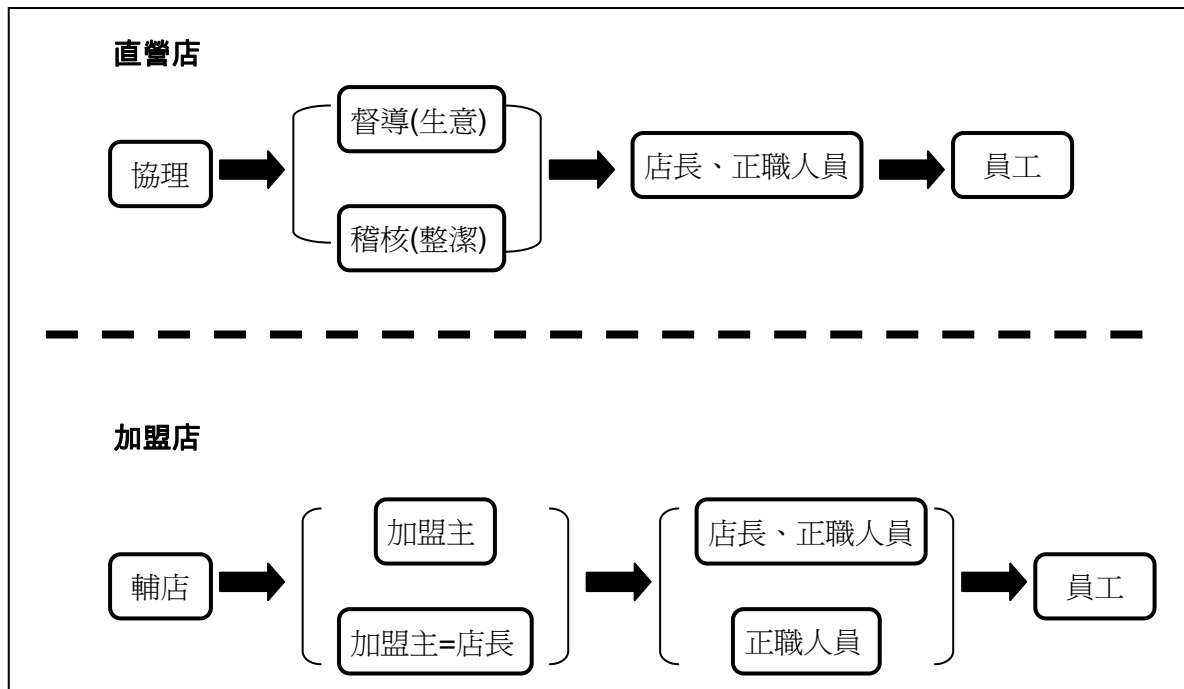 直營店
督導(生意)
協理
店長、正職人員
員工
稽核(整潔)
加盟店
加盟主
店長、正職人員
輔店
員工
加盟主=店長
正職人員